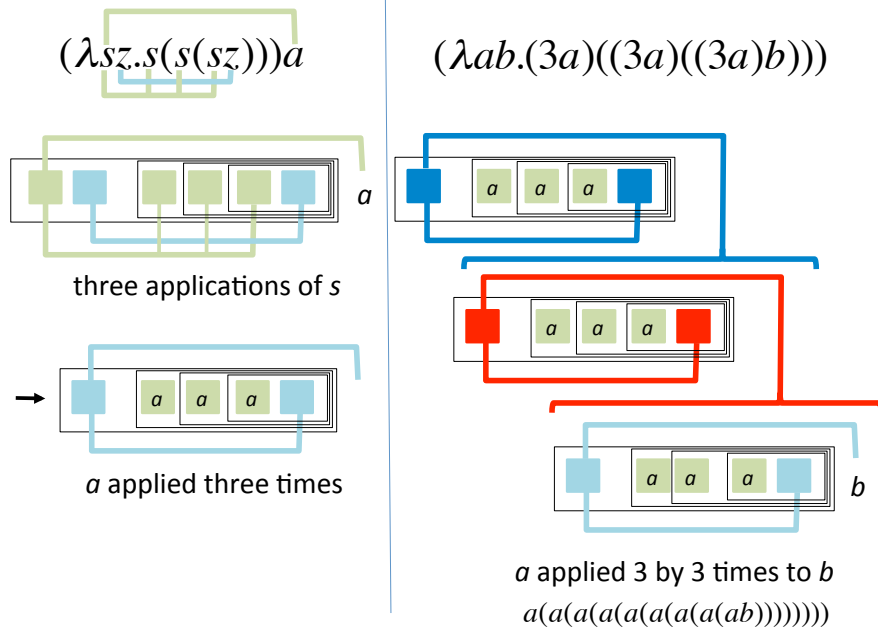 (λsz.s(s(sz)))a
a
three applications of s
a a a
a applied three times
(λab.(3a)((3a)((3a)b)))
a a a
a a a
a a a
b
a applied 3 by 3 times to b
a(a(a(a(a(a(a(a(ab))))))))